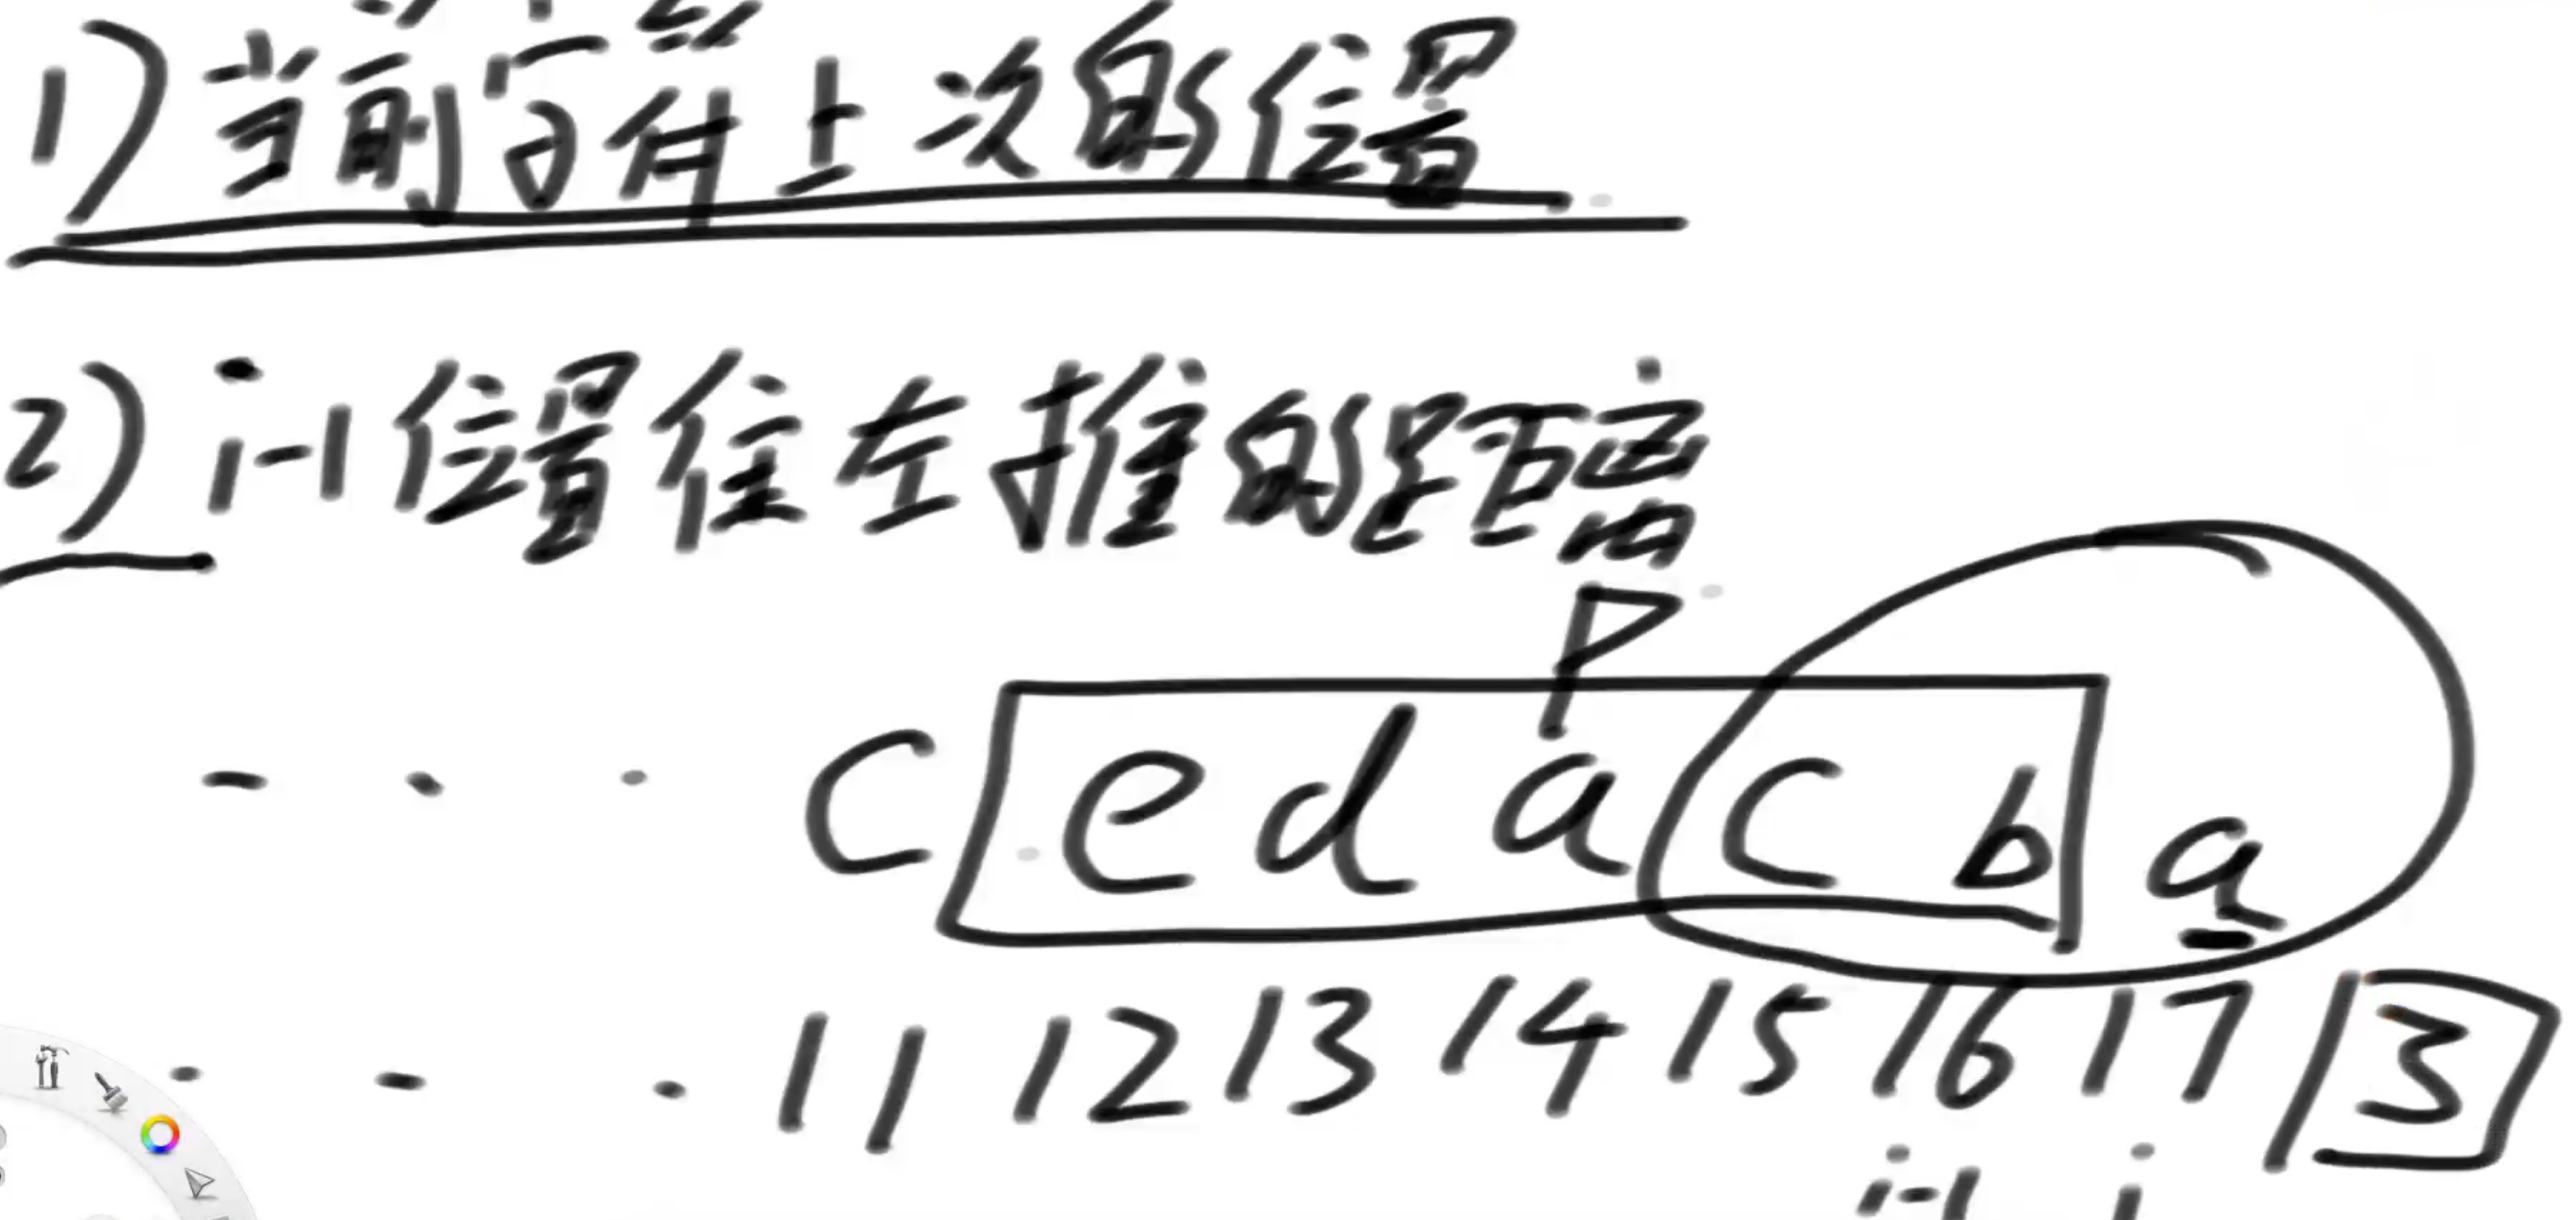 1) 当前字符上次的位置
2) i-1位置往左推的距离
P
. . . c e d a c b a
. . . 11 12 13 14 15 16 17 3
i-1 i